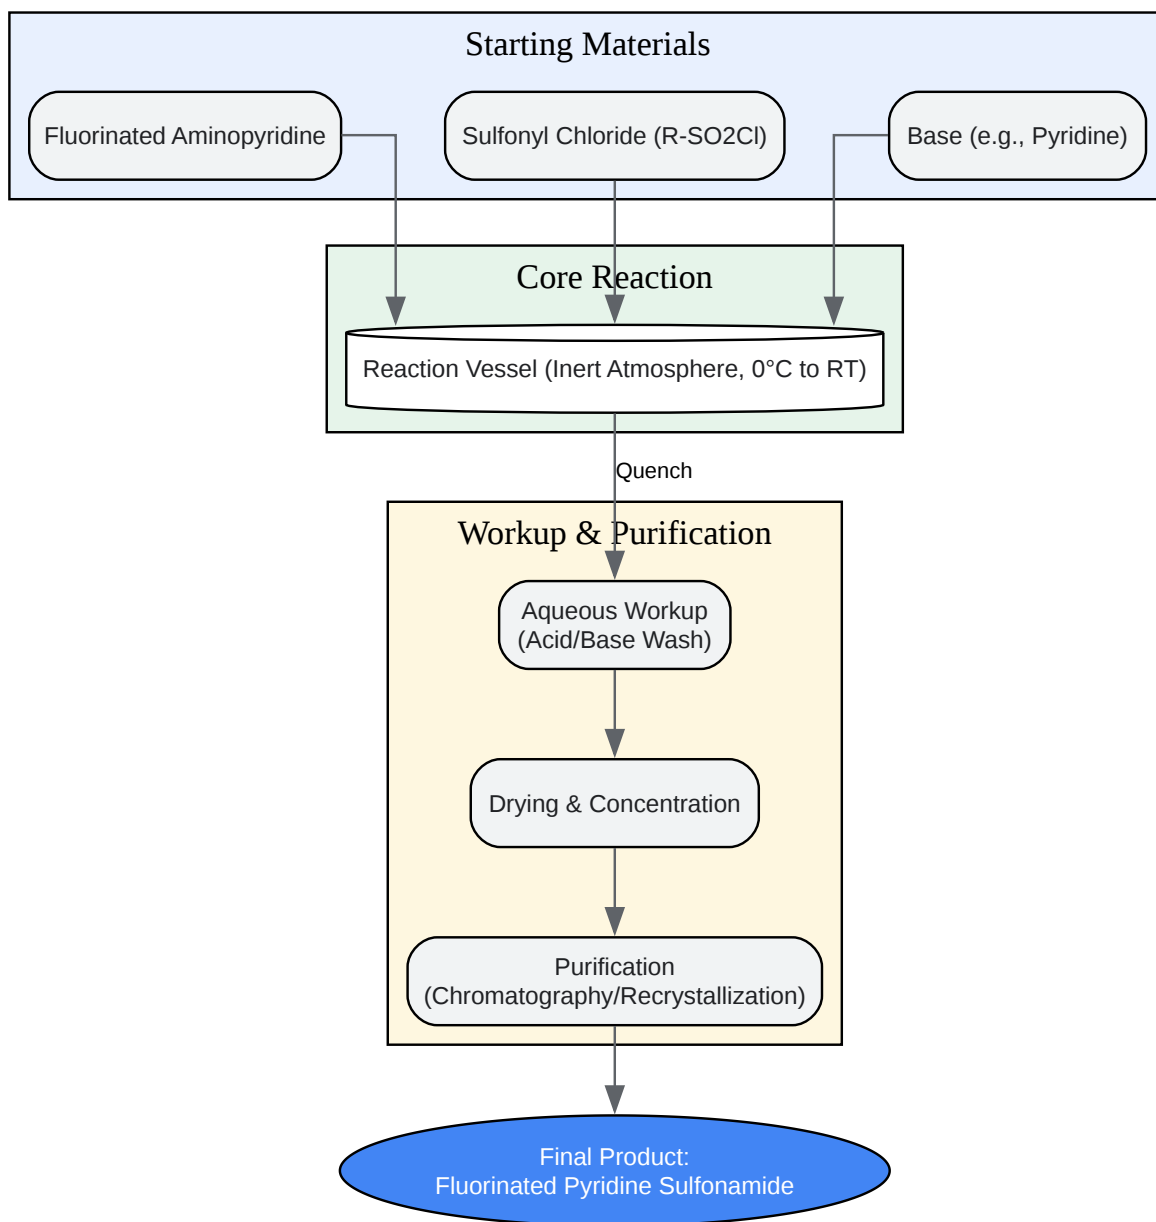 Starting Materials
Fluorinated Aminopyridine
Sulfonyl Chloride (R-SO2Cl)
Base (e.g., Pyridine)
Core Reaction
Reaction Vessel (Inert Atmosphere, 0°C to RT)
Quench
Workup & Purification
Aqueous Workup
(Acid/Base Wash)
Drying & Concentration
Purification
(Chromatography/Recrystallization)
Final Product:
Fluorinated Pyridine Sulfonamide